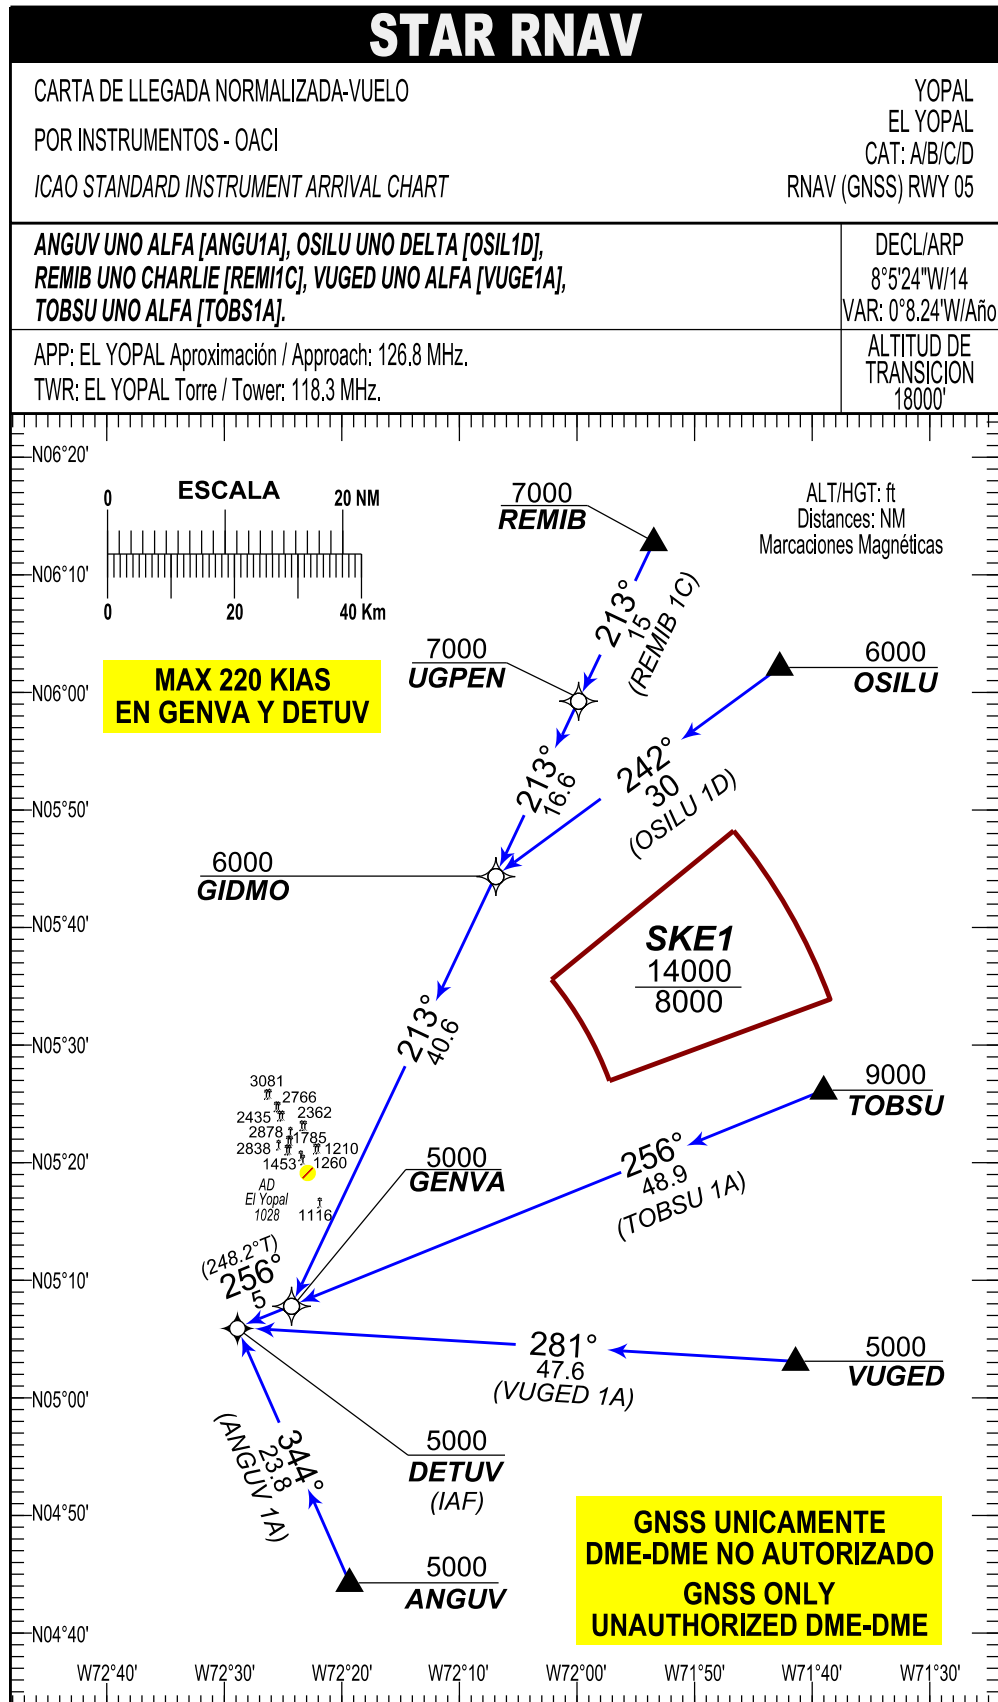 STAR RNAV
CARTA DE LLEGADA NORMALIZADA-VUELO
POR INSTRUMENTOS - OACI
ICAO STANDARD INSTRUMENT ARRIVAL CHART
YOPAL
EL YOPAL
CAT: A/B/C/D
RNAV (GNSS) RWY 05
ANGUV UNO ALFA [ANGU1A], OSILU UNO DELTA [OSIL1D],
REMIB UNO CHARLIE [REMI1C], VUGED UNO ALFA [VUGE1A],
TOBSU UNO ALFA [TOBS1A].
DECL/ARP
8°5'24"W/14
VAR: 0°8.24'W/Año
APP: EL YOPAL Aproximación / Approach: 126.8 MHz.
TWR: EL YOPAL Torre / Tower: 118.3 MHz.
ALTITUD DE
TRANSICION
18000'
N06°20'
ESCALA
0
20 NM
0
20
40 Km
7000
REMIB
ALT/HGT: ft
Distances: NM
Marcaciones Magnéticas
N06°10'
213°
15
(REMIB 1C)
7000
UGPEN
6000
OSILU
MAX 220 KIAS
EN GENVA Y DETUV
N06°00'
213°
16.6
242°
30
(OSILU 1D)
N05°50'
6000
GIDMO
N05°40'
SKE1
14000
8000
213°
40.6
N05°30'
3081
2766
2435
2362
2878
1785
2838
1210
1453
1260
9000
TOBSU
256°
48.9
(TOBSU 1A)
N05°20'
5000
GENVA
AD
El Yopal
1028
1116
(248.2°T)
256°
5
N05°10'
281°
47.6
(VUGED 1A)
5000
VUGED
N05°00'
344°
23.8
(ANGUV 1A)
5000
DETUV
(IAF)
N04°50'
5000
ANGUV
GNSS UNICAMENTE
DME-DME NO AUTORIZADO
GNSS ONLY
UNAUTHORIZED DME-DME
N04°40'
W72°40'
W72°30'
W72°20'
W72°10'
W72°00'
W71°50'
W71°40'
W71°30'